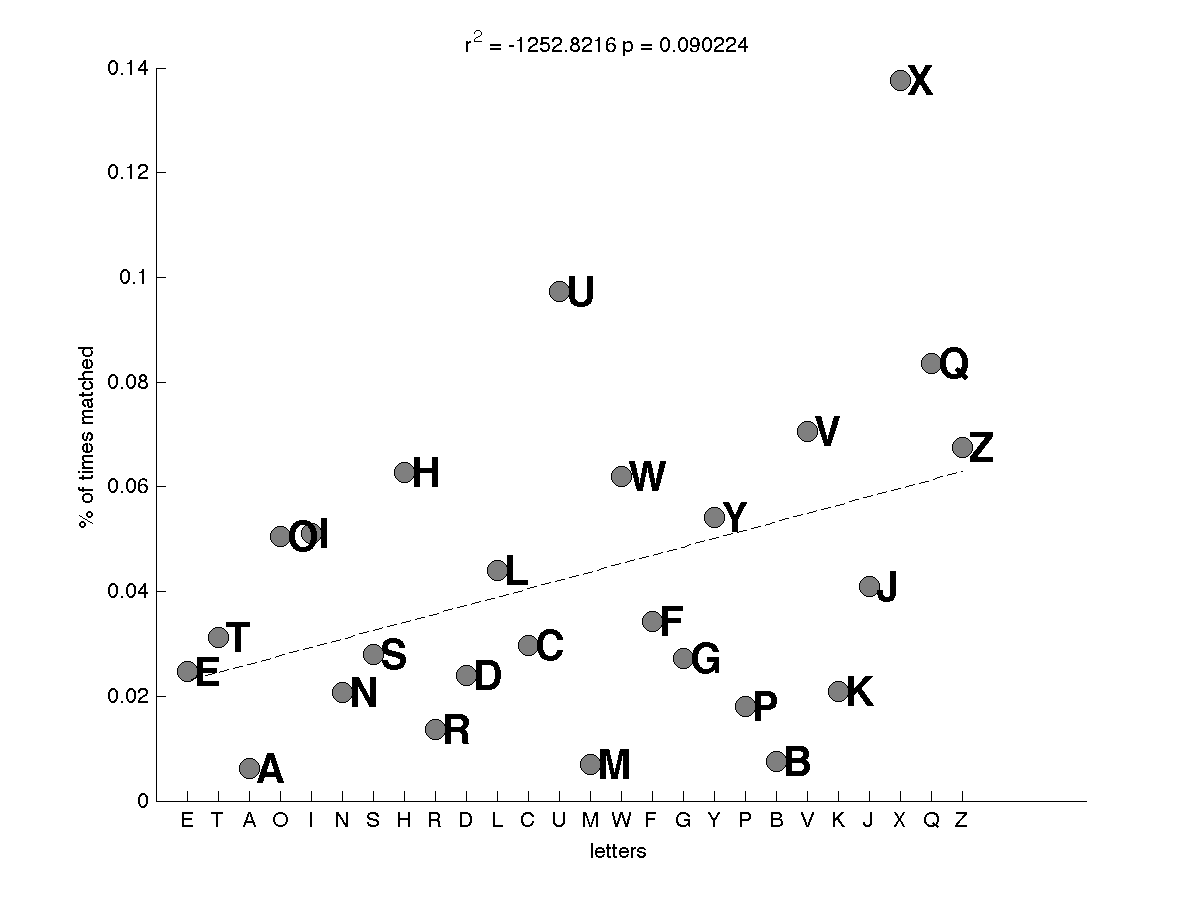 r2 = -1252.8216 p = 0.090224
0.14
0.12
0.1
0.08
0.06
0.04
0.02
0
% of times matched
X
U
Q
V
Z
H
W
O
I
Y
L
J
T
F
E
S
C
G
N
D
K
R
P
A
M
B
E T A O I N S H R D L C U M W F G Y P B V K J X Q Z
letters